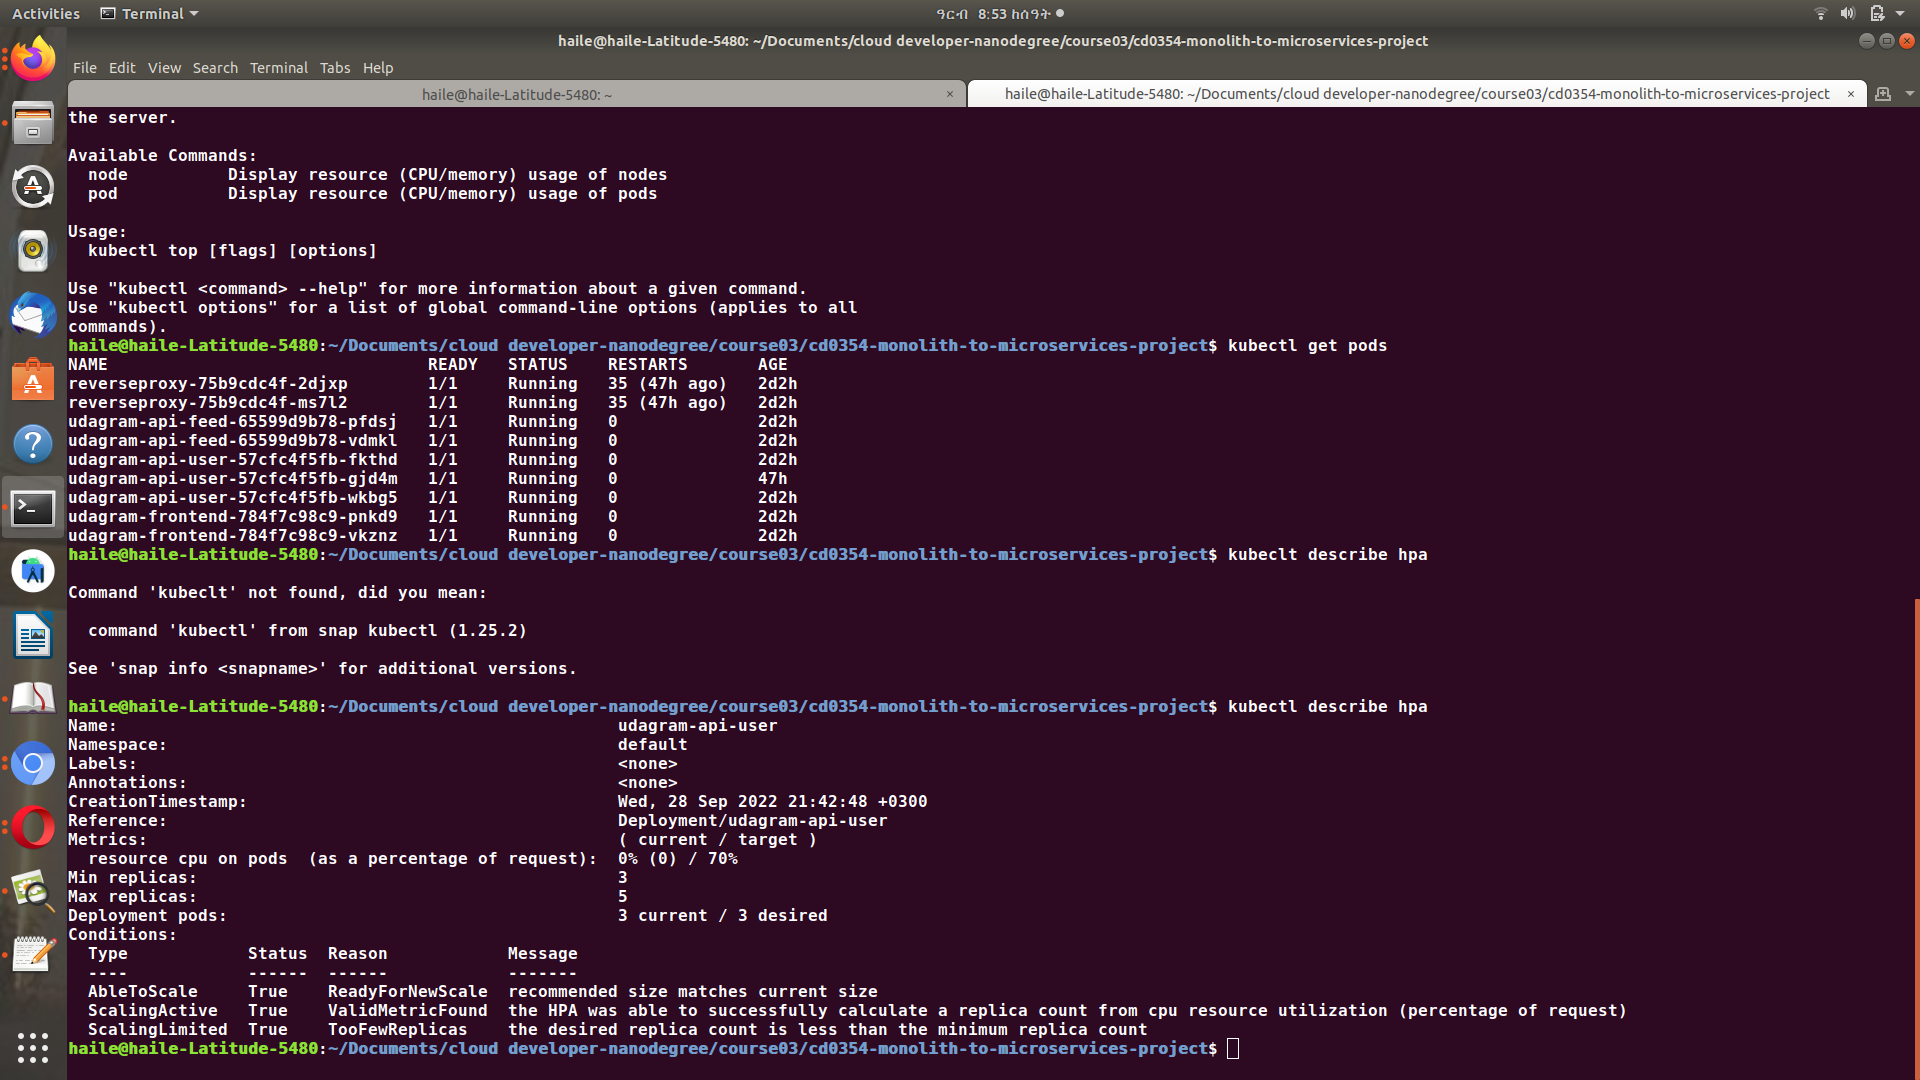 Activities Terminal ዓርብ 8:53 ከሰዓት
haile@haile-Latitude-5480: ~/Documents/cloud developer-nanodegree/course03/cd0354-monolith-to-microservices-project
File Edit View Search Terminal Tabs Help
haile@haile-Latitude-5480: ~ × haile@haile-Latitude-5480: ~/Documents/cloud developer-nanodegree/course03/cd0354-monolith-to-microservices-project ×
the server.
Available Commands:
node Display resource (CPU/memory) usage of nodes
pod Display resource (CPU/memory) usage of pods
Usage:
kubectl top [flags] [options]
Use "kubectl <command> --help" for more information about a given command.
Use "kubectl options" for a list of global command-line options (applies to all
commands).
haile@haile-Latitude-5480:~/Documents/cloud developer-nanodegree/course03/cd0354-monolith-to-microservices-project$ kubectl get pods
NAME READY STATUS RESTARTS AGE
reverseproxy-75b9cdc4f-2djxp 1/1 Running 35 (47h ago) 2d2h
reverseproxy-75b9cdc4f-ms7l2 1/1 Running 35 (47h ago) 2d2h
udagram-api-feed-65599d9b78-pfdsj 1/1 Running 0 2d2h
udagram-api-feed-65599d9b78-vdmkl 1/1 Running 0 2d2h
udagram-api-user-57cfc4f5fb-fkthd 1/1 Running 0 2d2h
udagram-api-user-57cfc4f5fb-gjd4m 1/1 Running 0 47h
udagram-api-user-57cfc4f5fb-wkbg5 1/1 Running 0 2d2h
udagram-frontend-784f7c98c9-pnkd9 1/1 Running 0 2d2h
udagram-frontend-784f7c98c9-vkznz 1/1 Running 0 2d2h
haile@haile-Latitude-5480:~/Documents/cloud developer-nanodegree/course03/cd0354-monolith-to-microservices-project$ kubeclt describe hpa
Command 'kubeclt' not found, did you mean:
command 'kubectl' from snap kubectl (1.25.2)
See 'snap info <snapname>' for additional versions.
haile@haile-Latitude-5480:~/Documents/cloud developer-nanodegree/course03/cd0354-monolith-to-microservices-project$ kubectl describe hpa
Name: udagram-api-user
Namespace: default
Labels: <none>
Annotations: <none>
CreationTimestamp: Wed, 28 Sep 2022 21:42:48 +0300
Reference: Deployment/udagram-api-user
Metrics: ( current / target )
resource cpu on pods (as a percentage of request): 0% (0) / 70%
Min replicas: 3
Max replicas: 5
Deployment pods: 3 current / 3 desired
Conditions:
Type Status Reason Message
---- ------ ------ -------
AbleToScale True ReadyForNewScale recommended size matches current size
ScalingActive True ValidMetricFound the HPA was able to successfully calculate a replica count from cpu resource utilization (percentage of request)
ScalingLimited True TooFewReplicas the desired replica count is less than the minimum replica count
haile@haile-Latitude-5480:~/Documents/cloud developer-nanodegree/course03/cd0354-monolith-to-microservices-project$